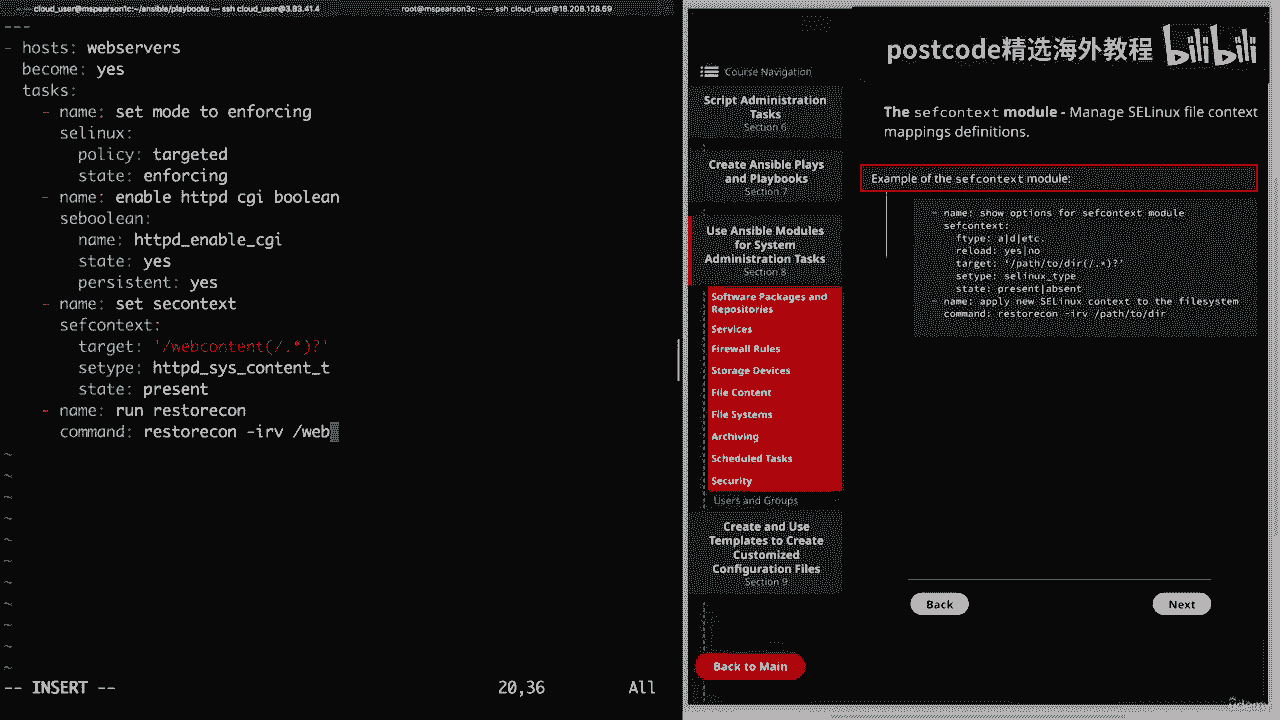 cloud_user@mspearson1c:~/ansible/playbooks — ssh cloud_user@3.83.41.4
root@mspearson3c:~ — ssh cloud_user@18.208.128.69
---
- hosts: webservers
become: yes
tasks:
- name: set mode to enforcing
selinux:
policy: targeted
state: enforcing
- name: enable httpd cgi boolean
seboolean:
name: httpd_enable_cgi
state: yes
persistent: yes
- name: set secontext
sefcontext:
target: '/webcontent(/.*)?'
setype: httpd_sys_content_t
state: present
- name: run restorecon
command: restorecon -irv /web
~
~
~
~
~
~
~
~
~
~
~
-- INSERT --
20,36
All
postcode精选海外教程 bilibili
Course Navigation
Script Administration
Tasks
Section 6
Create Ansible Plays
and Playbooks
Section 7
Use Ansible Modules
for System
Administration Tasks
Section 8
Software Packages and
Repositories
Services
Firewall Rules
Storage Devices
File Content
File Systems
Archiving
Scheduled Tasks
Security
Users and Groups
Create and Use
Templates to Create
Customized
Configuration Files
Section 9
Back to Main
The sefcontext module - Manage SELinux file context
mappings definitions.
Example of the sefcontext module:
- name: show options for sefcontext module
sefcontext:
ftype: a|d|etc
reload: yes|no
target: '/path/to/dir(/.*)?'
setype: selinux_type
state: present|absent
- name: apply new SELinux context to the filesystem
command: restorecon -irv /path/to/dir
Back
Next
ûdemy